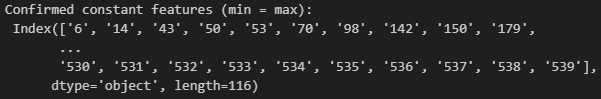 Confirmed constant features (min = max):
Index(['6', '14', '43', '50', '53', '70', '98', '142', '150', '179',
...
'530', '531', '532', '533', '534', '535', '536', '537', '538', '539'],
dtype='object', length=116)